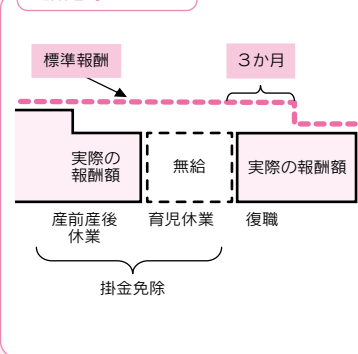 標準報酬
3か月
実際の
報酬額
無給
実際の報酬額
産前産後
休業
育児休業
復職
掛金免除